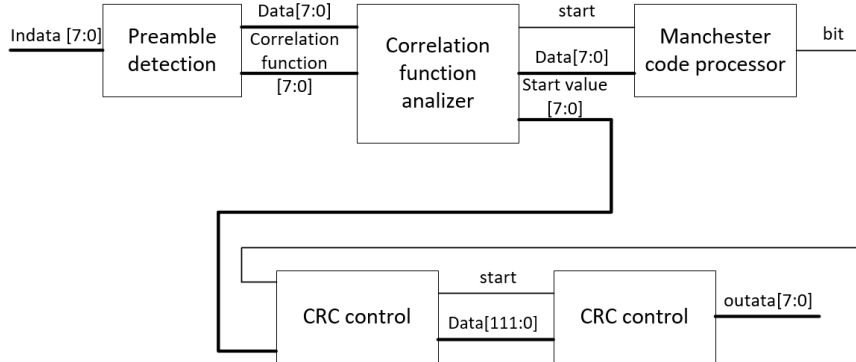 Indata [7:0]
Preamble
detection
Data[7:0]
Correlation
function
[7:0]
Correlation
function
analizer
start
Data[7:0]
Start value
[7:0]
Manchester
code processor
bit
CRC control
start
Data[111:0]
CRC control
outata[7:0]